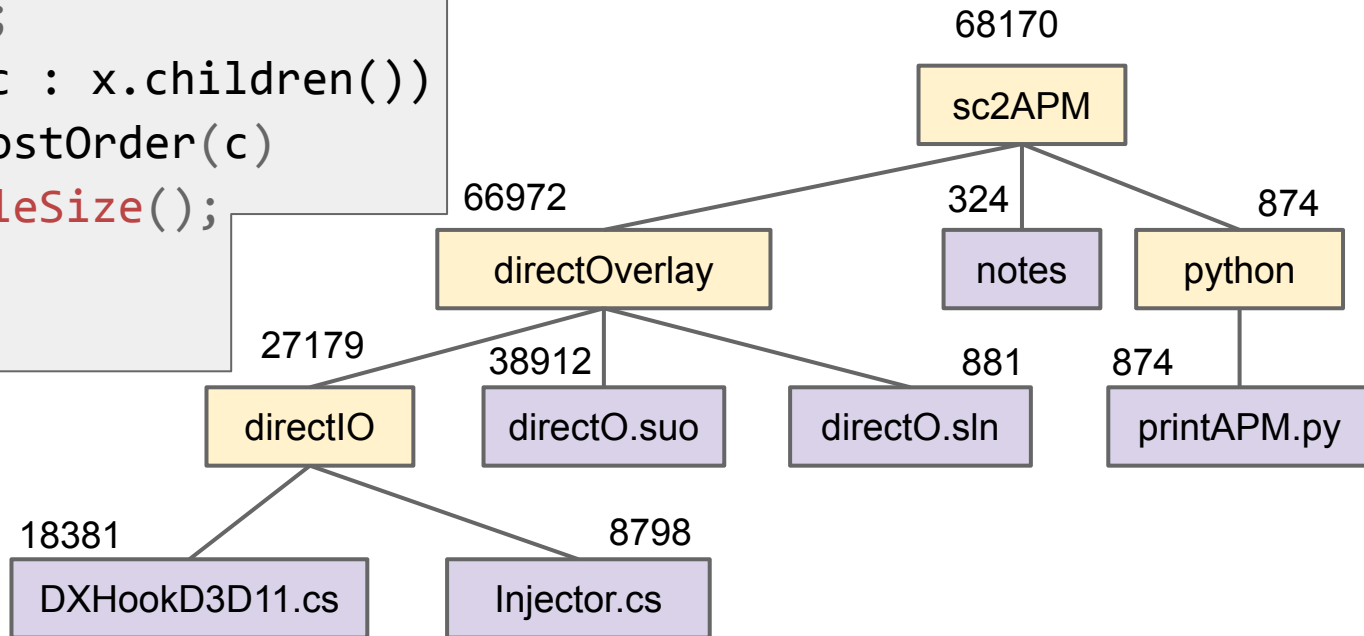 ;
c : x.children())
ostOrder(c)
leSize();
68170
sc2APM
66972
324
874
directOverlay
notes
python
27179
38912
881
874
directIO
directO.suo
directO.sln
printAPM.py
18381
8798
DXHookD3D11.cs
Injector.cs